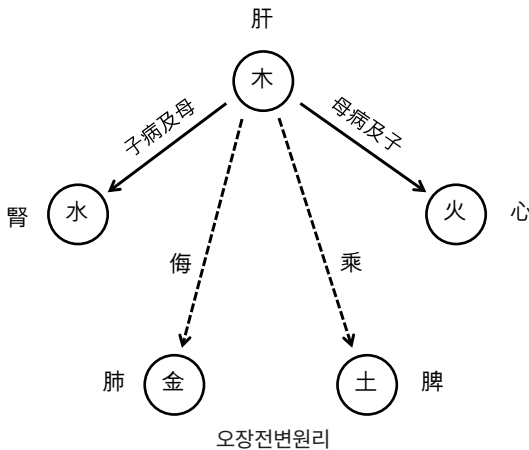 肝
木
子病及母
母病及子
腎
水
火
心
侮
乘
肺
金
土
脾
오장전변원리